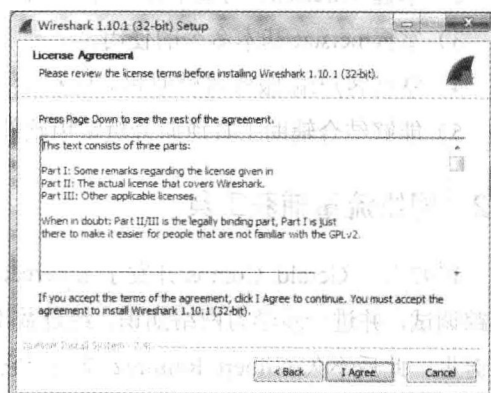 Wireshark 1.10.1 (32-bit) Setup
License Agreement
Please review the license terms before installing Wireshark 1.10.1 (32-bit).
Press Page Down to see the rest of the agreement.
This text consists of three parts:
Part I: Some remarks regarding the license given in
Part II: The actual license that covers Wireshark.
Part III: Other applicable licenses.
When in doubt: Part II/III is the legally binding part, Part I is just
there to make it easier for people that are not familiar with the GPLv2.
If you accept the terms of the agreement, click I Agree to continue. You must accept the
agreement to install Wireshark 1.10.1 (32-bit).
Install System
< Back
I Agree
Cancel